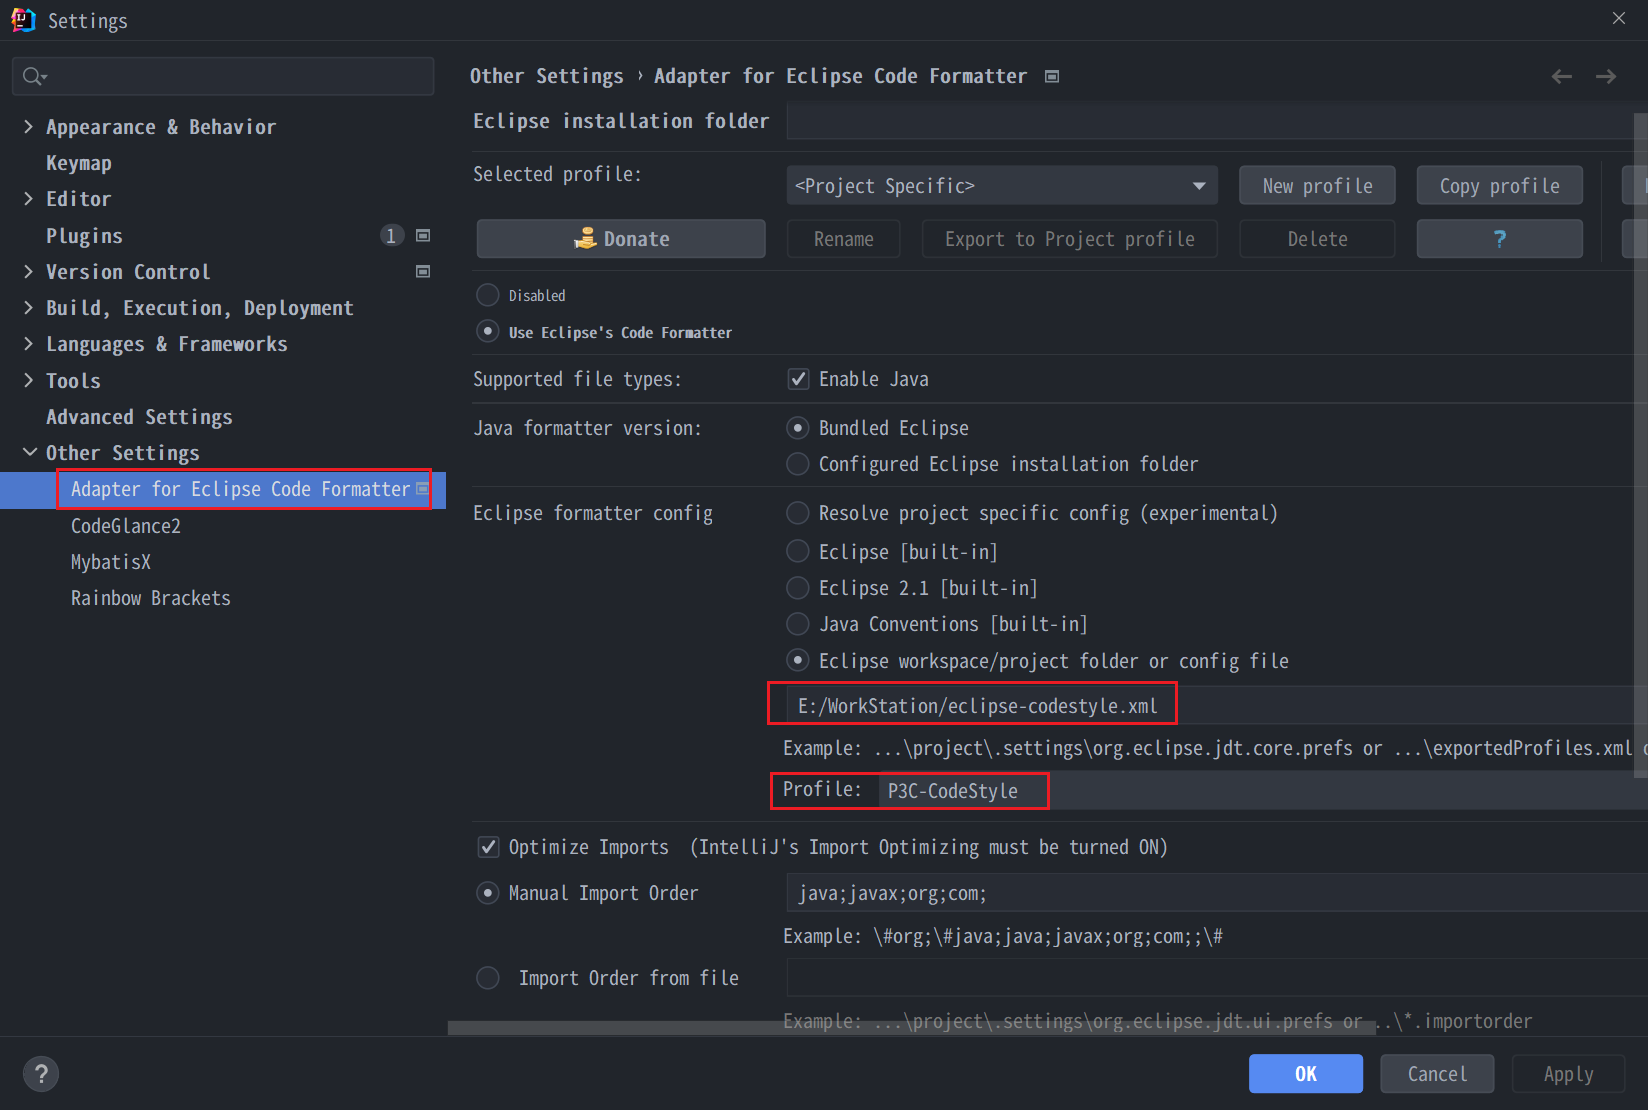 Settings
Other Settings › Adapter for Eclipse Code Formatter
Appearance & Behavior
Keymap
Editor
Plugins 1
Version Control
Build, Execution, Deployment
Languages & Frameworks
Tools
Advanced Settings
Other Settings
Adapter for Eclipse Code Formatter
CodeGlance2
MybatisX
Rainbow Brackets
Eclipse installation folder
Selected profile: <Project Specific> New profile Copy profile
Donate Rename Export to Project profile Delete ?
Disabled
Use Eclipse's Code Formatter
Supported file types: Enable Java
Java formatter version: Bundled Eclipse
Configured Eclipse installation folder
Eclipse formatter config Resolve project specific config (experimental)
Eclipse [built-in]
Eclipse 2.1 [built-in]
Java Conventions [built-in]
Eclipse workspace/project folder or config file
E:/WorkStation/eclipse-codestyle.xml
Example: ...\project\.settings\org.eclipse.jdt.core.prefs or ...\exportedProfiles.xml
Profile: P3C-CodeStyle
Optimize Imports (IntelliJ's Import Optimizing must be turned ON)
Manual Import Order java;javax;org;com;
Example: \#org;\#java;java;javax;org;com;;\#
Import Order from file
Example: ...\project\.settings\org.eclipse.jdt.ui.prefs or ..\*.importorder
? OK Cancel Apply